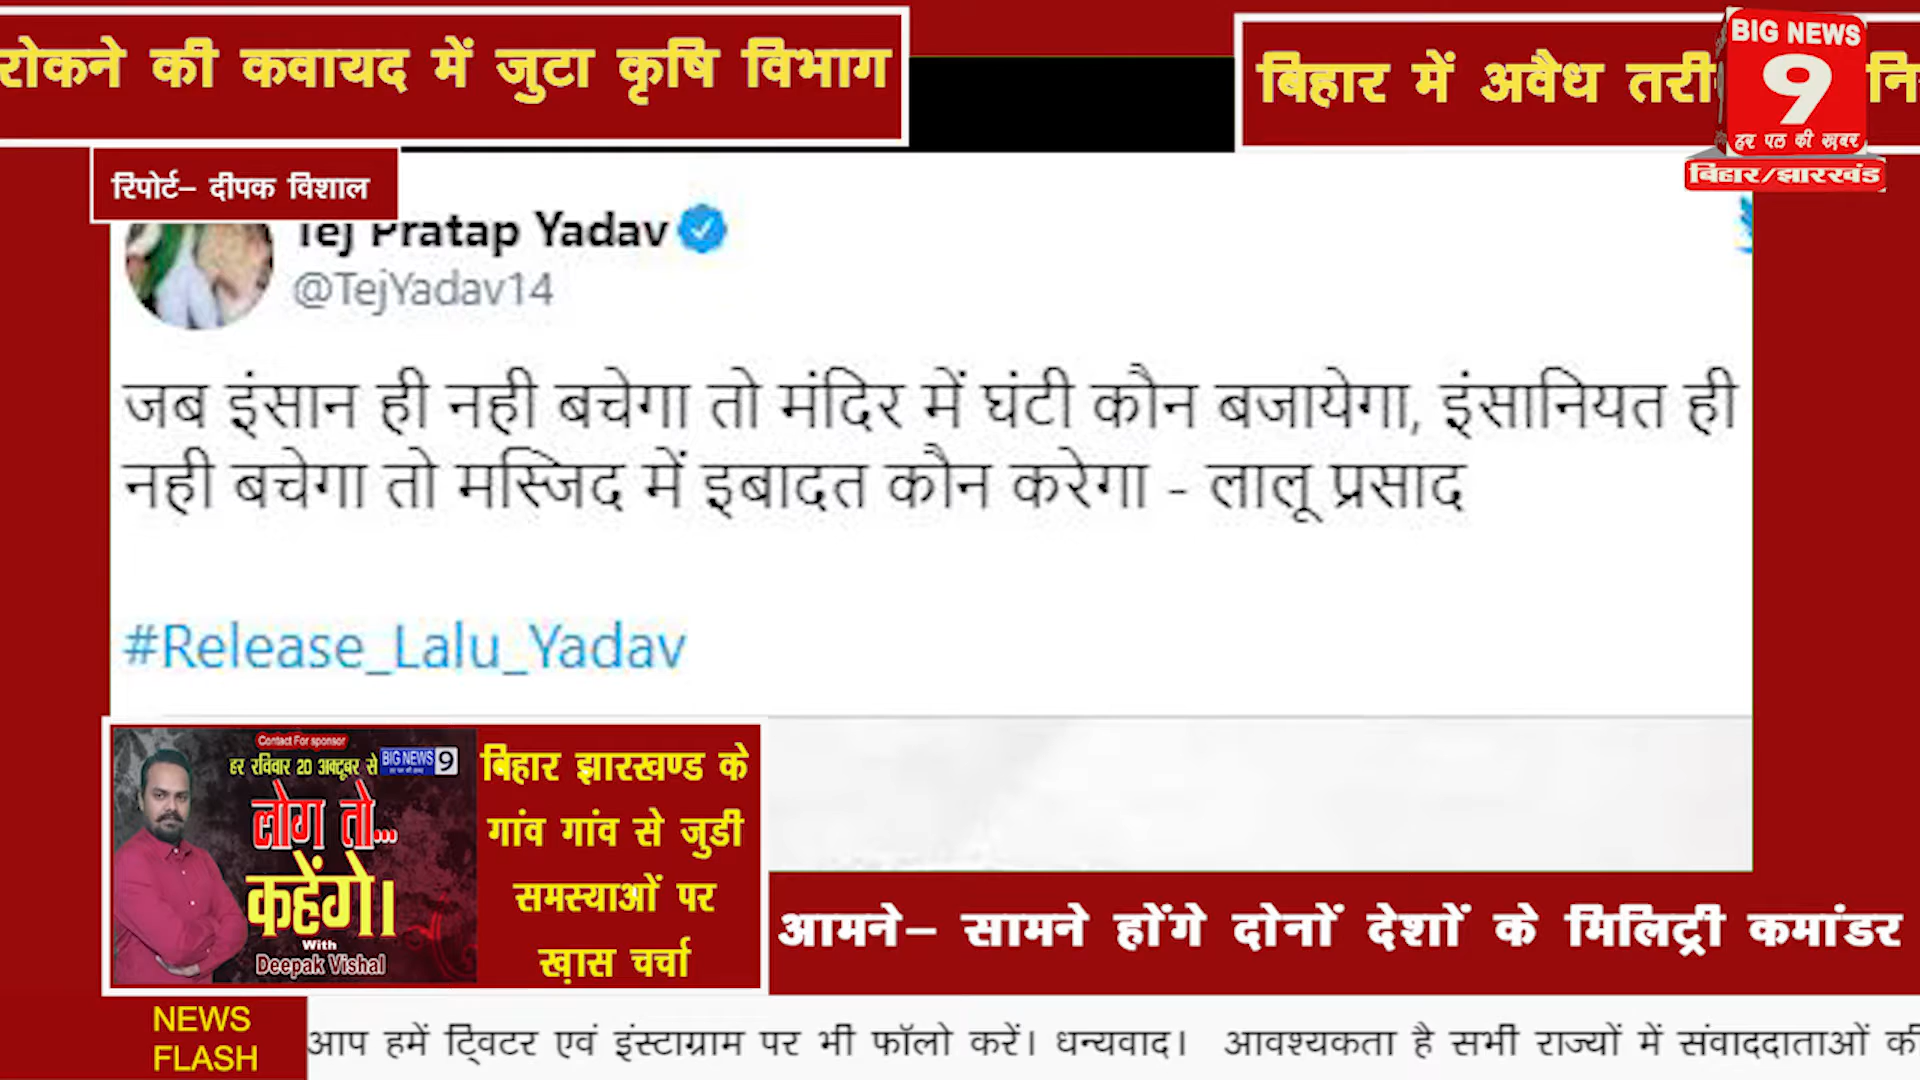 रोकने की कवायद में जुटा कृषि विभाग
बिहार में अवैध
BIG NEWS
9
हर पल की ख़बर
बिहार/झारखंड
रिपोर्ट– दीपक विशाल
Tej Pratap Yadav
@TejYadav14
जब इंसान ही नही बचेगा तो मंदिर में घंटी कौन बजायेगा, इंसानियत ही
नही बचेगा तो मस्जिद में इबादत कौन करेगा - लालू प्रसाद
#Release_Lalu_Yadav
Contact For sponsor
हर रविवार 20 अक्टूबर से
BIG NEWS 9
लोग तो...
कहेंगे।
With
Deepak Vishal
बिहार झारखण्ड के
गांव गांव से जुडी
समस्याओं पर
ख़ास चर्चा
आमने– सामने होंगे दोनों देशों के मिलिट्री कमांडर
NEWS
FLASH
आप हमें ट्विटर एवं इंस्टाग्राम पर भी फॉलो करें। धन्यवाद। आवश्यकता है सभी राज्यों में संवाददाताओं की